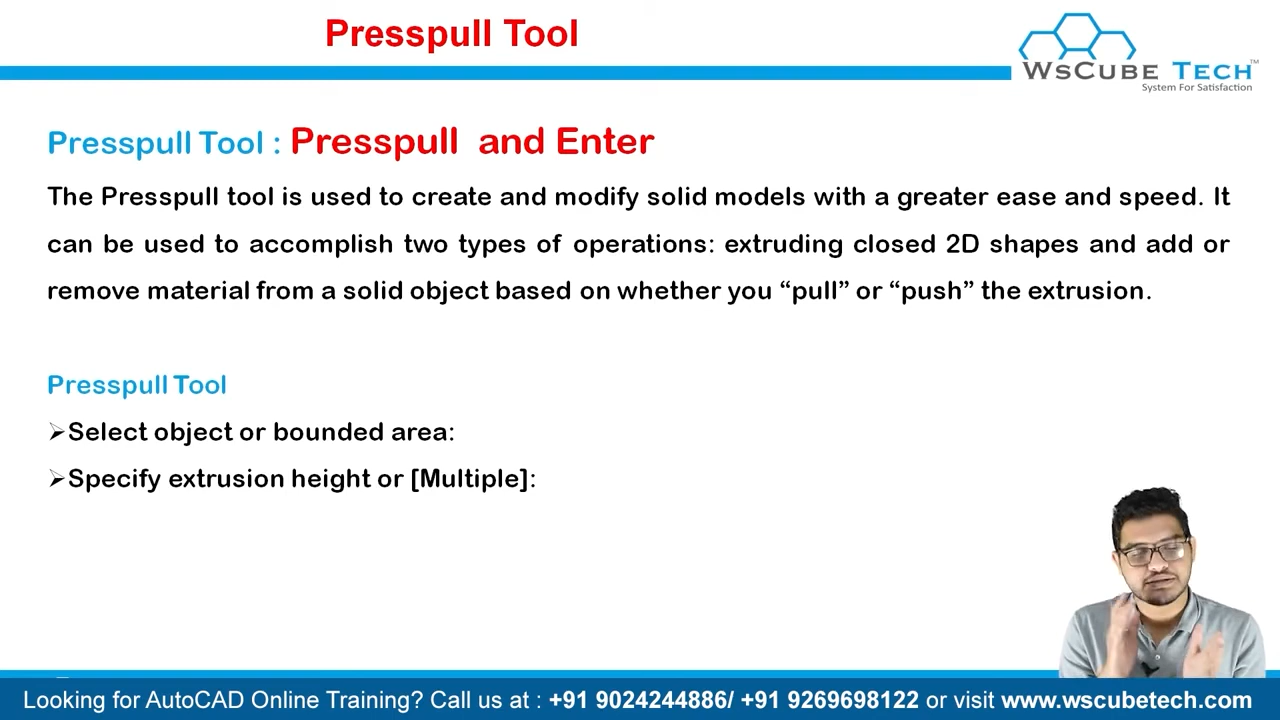 Presspull Tool
WSCUBE TECH™
System For Satisfaction
Presspull Tool : Presspull and Enter
The Presspull tool is used to create and modify solid models with a greater ease and speed. It
can be used to accomplish two types of operations: extruding closed 2D shapes and add or
remove material from a solid object based on whether you “pull” or “push” the extrusion.
Presspull Tool
➢Select object or bounded area:
➢Specify extrusion height or [Multiple]:
Looking for AutoCAD Online Training? Call us at : +91 9024244886/ +91 9269698122 or visit www.wscubetech.com